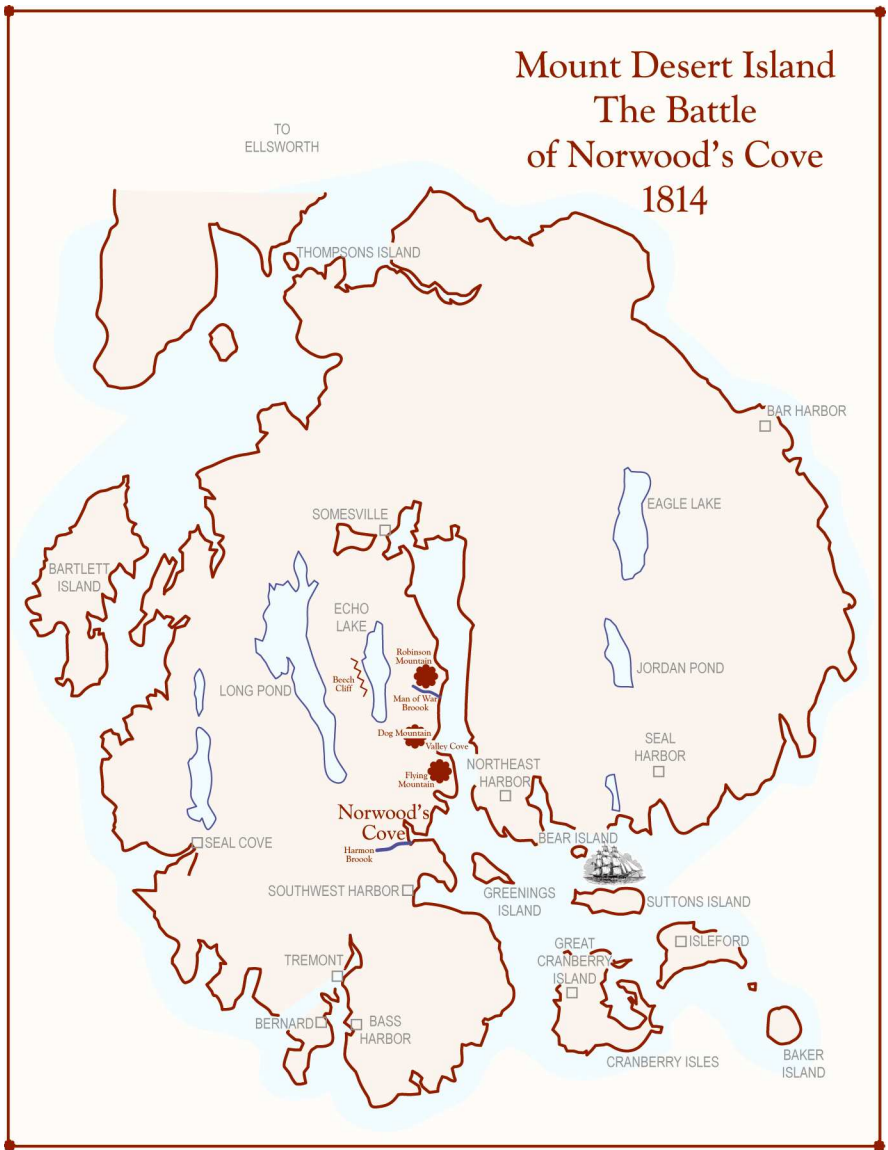 Mount Desert Island
The Battle
of Norwood's Cove
1814
TO
ELLSWORTH
THOMPSONS ISLAND
BAR HARBOR
EAGLE LAKE
SOMESVILLE
BARTLETT
ISLAND
ECHO
LAKE
Robinson
Mountain
JORDAN POND
Beech
Cliff
LONG POND
Man of War
Broook
Dog Mountain
Valley Cove
SEAL
HARBOR
NORTHEAST
HARBOR
Flying
Mountain
Norwood's
Cove
BEAR ISLAND
SEAL COVE
Harmon
Broook
SOUTHWEST HARBOR
GREENINGS
ISLAND
SUTTONS ISLAND
ISLEFORD
GREAT
CRANBERRY
ISLAND
TREMONT
BERNARD
BASS
HARBOR
CRANBERRY ISLES
BAKER
ISLAND